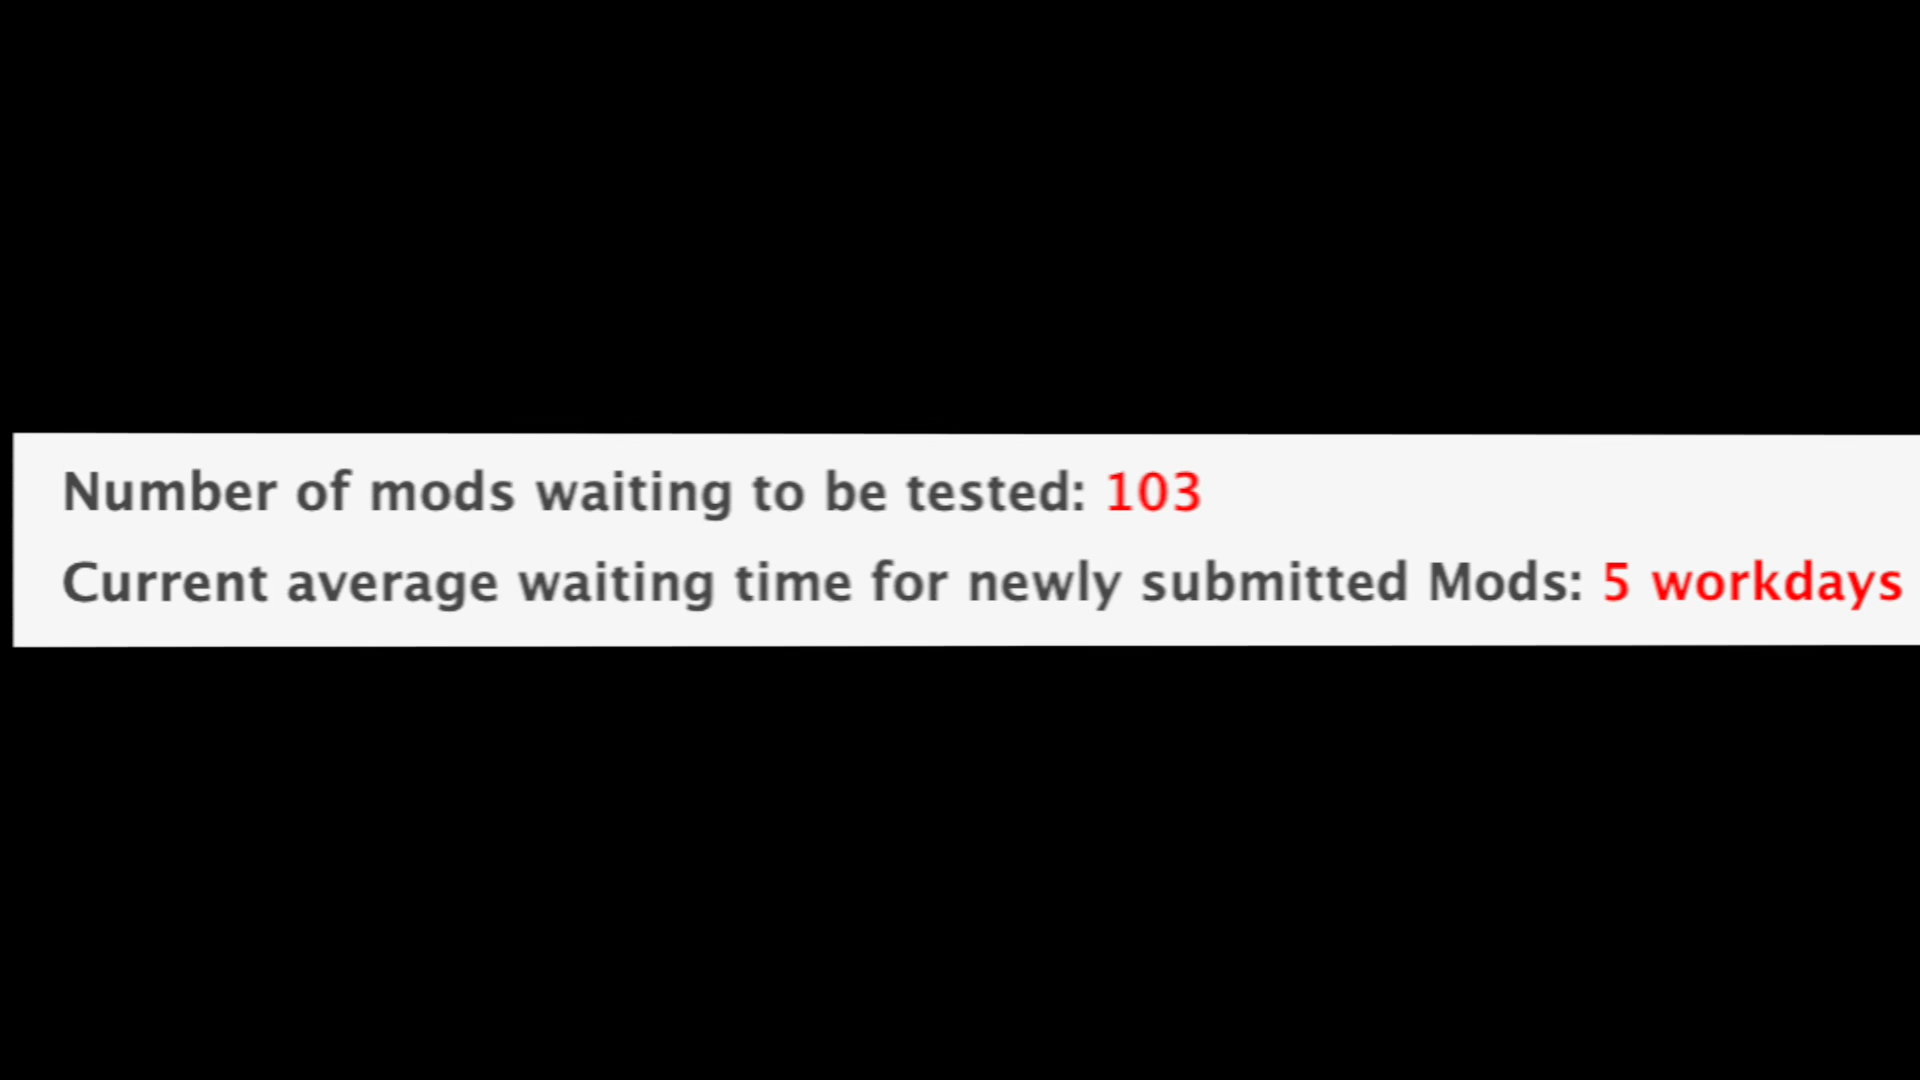 Number of mods waiting to be tested: 103
Current average waiting time for newly submitted Mods: 5 workdays